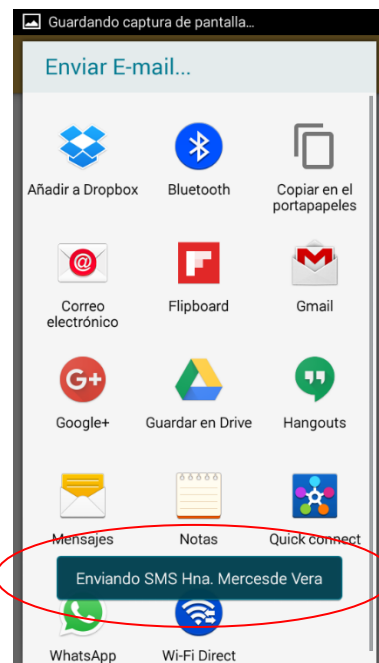 Guardando captura de pantalla...
Enviar E-mail...
Añadir a Dropbox
Bluetooth
Copiar en el
portapapeles
Correo
electrónico
Flipboard
Gmail
G+
Google+
Guardar en Drive
Hangouts
Mensajes
Notas
Quick connect
Enviando SMS Hna. Mercesde Vera
WhatsApp
Wi-Fi Direct